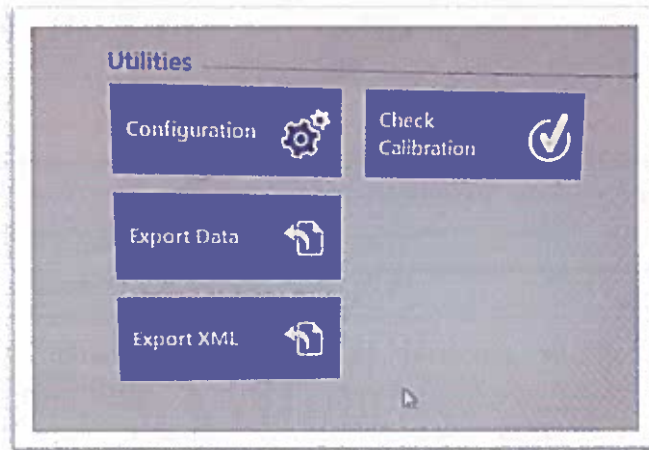 Utilities
Configuration
Check
Calibration
Export Data
Export XML